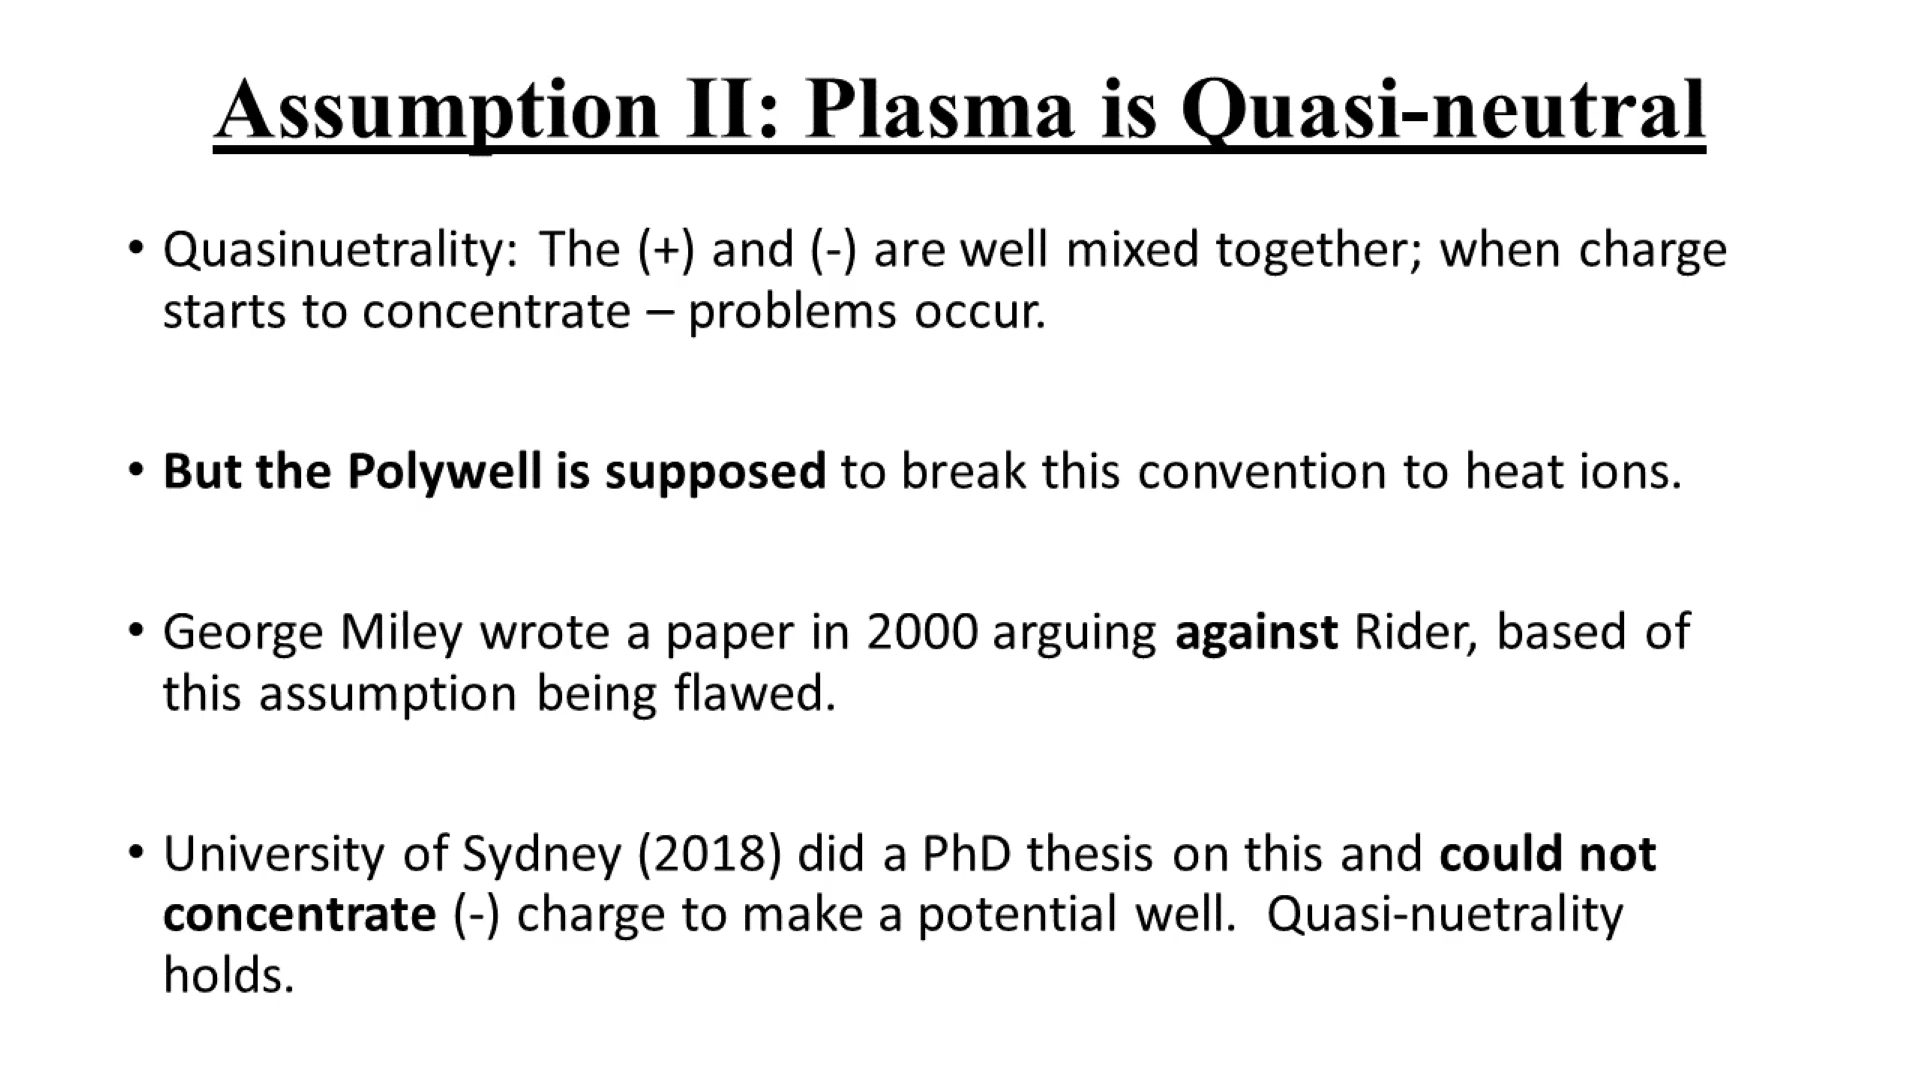 Assumption II: Plasma is Quasi-neutral
• Quasinuetrality: The (+) and (-) are well mixed together; when charge
starts to concentrate – problems occur.
• But the Polywell is supposed to break this convention to heat ions.
• George Miley wrote a paper in 2000 arguing against Rider, based of
this assumption being flawed.
• University of Sydney (2018) did a PhD thesis on this and could not
concentrate (-) charge to make a potential well. Quasi-nuetrality
holds.